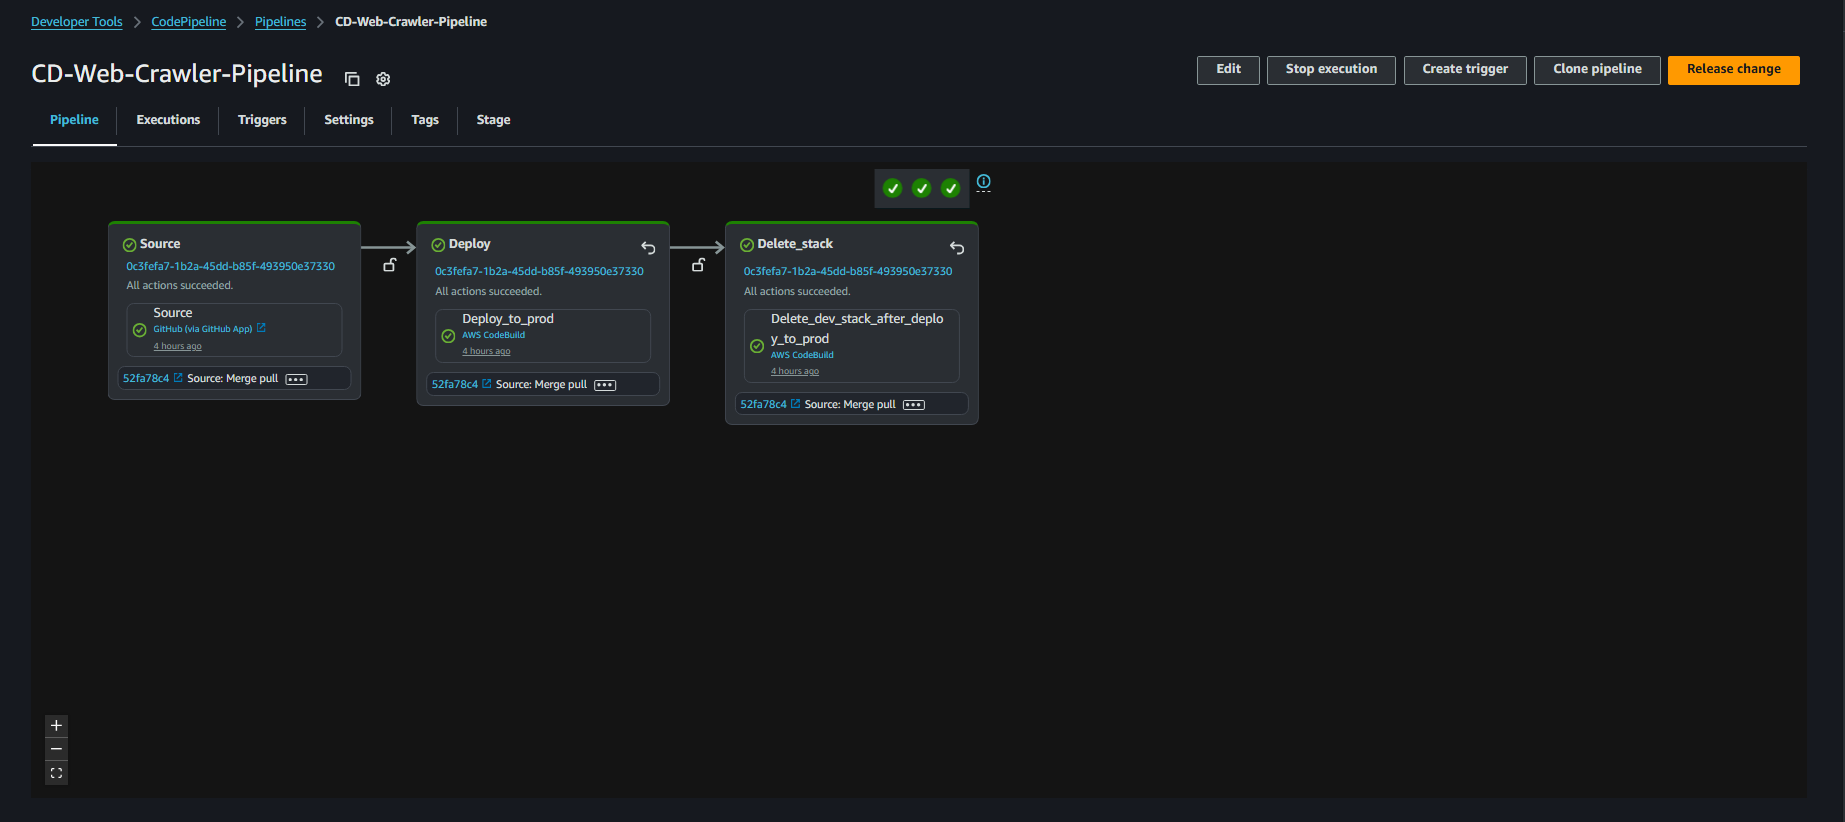 Developer Tools > CodePipeline > Pipelines > CD-Web-Crawler-Pipeline
CD-Web-Crawler-Pipeline
Edit
Stop execution
Create trigger
Clone pipeline
Release change
Pipeline
Executions
Triggers
Settings
Tags
Stage
Source
0c3fefa7-1b2a-45dd-b85f-493950e37330
All actions succeeded.
Source
GitHub (via GitHub App)
4 hours ago
52fa78c4 Source: Merge pull
Deploy
0c3fefa7-1b2a-45dd-b85f-493950e37330
All actions succeeded.
Deploy_to_prod
AWS CodeBuild
4 hours ago
52fa78c4 Source: Merge pull
Delete_stack
0c3fefa7-1b2a-45dd-b85f-493950e37330
All actions succeeded.
Delete_dev_stack_after_deplo
y_to_prod
AWS CodeBuild
4 hours ago
52fa78c4 Source: Merge pull